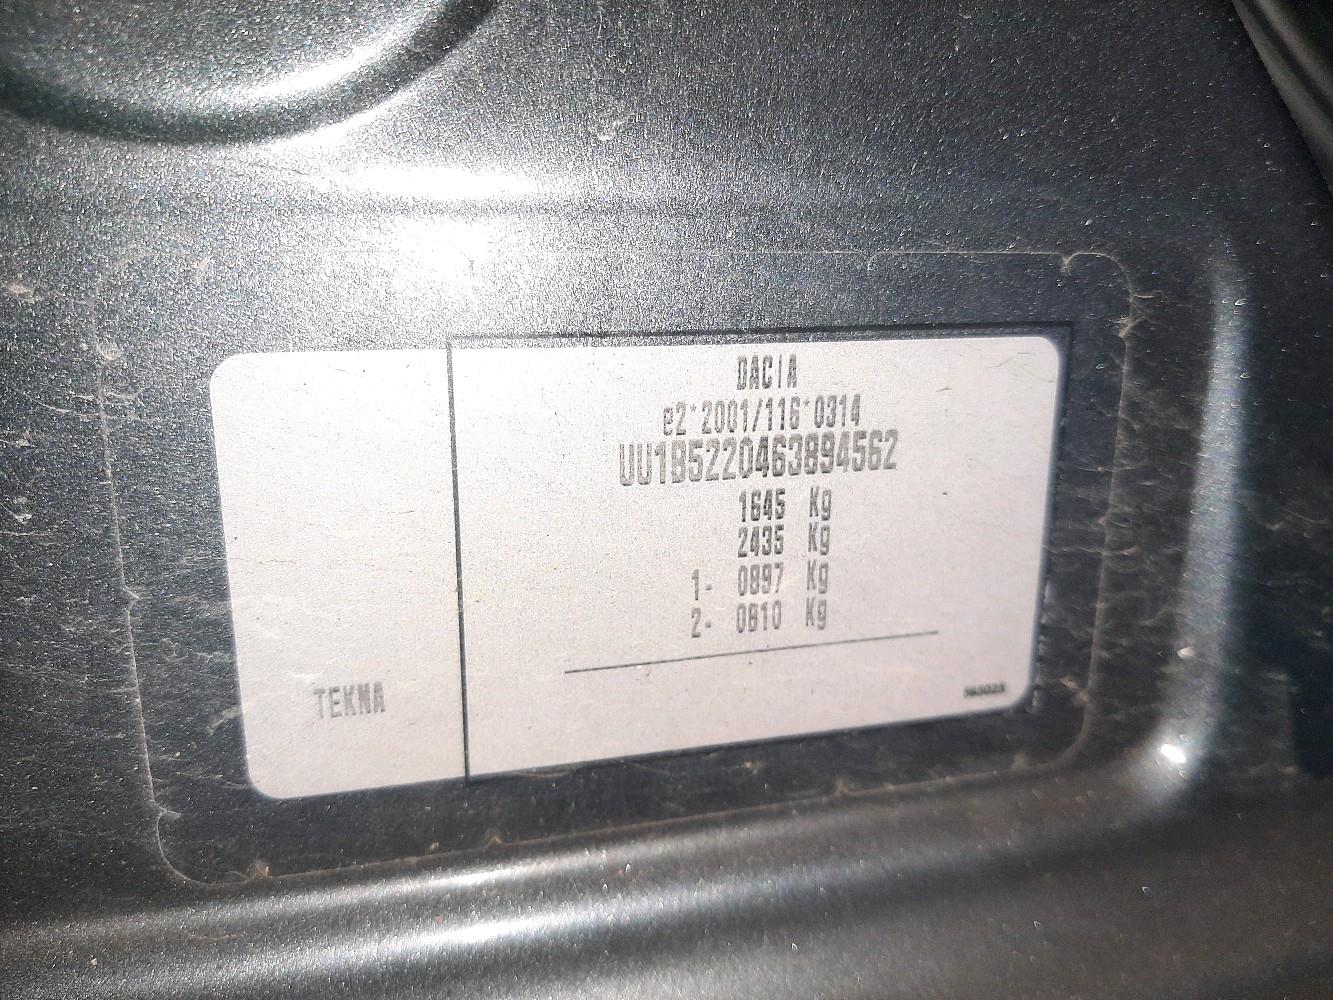 DACIA
e2*2001/116*0314
UU1B5220463894562
1645 Kg
2435 Kg
1- 0897 Kg
2- 0810 Kg
TEKNA